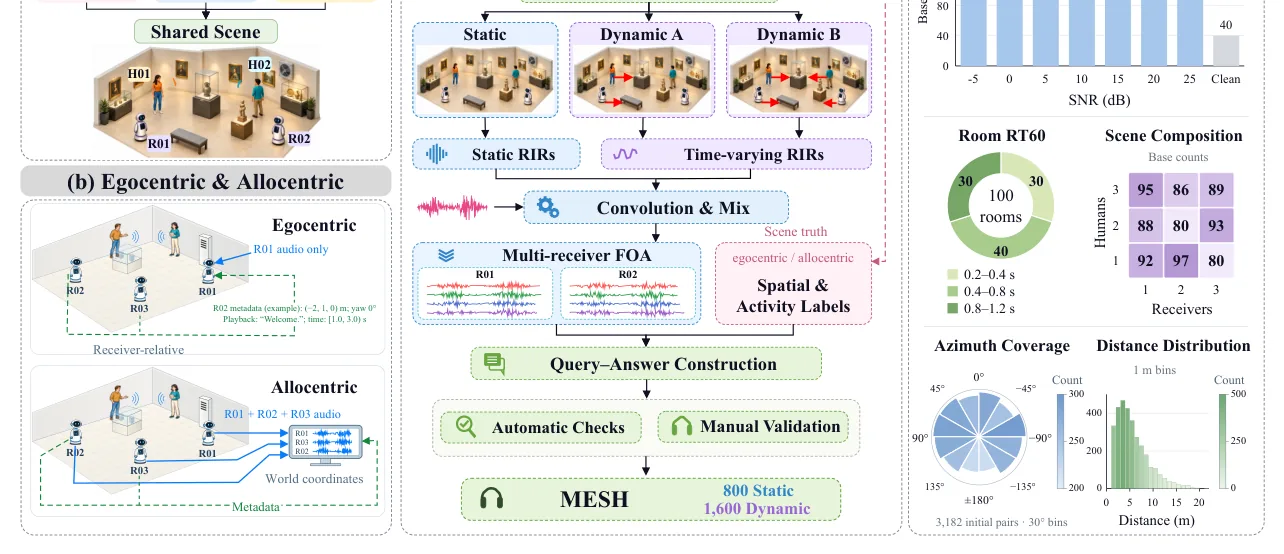 Shared Scene
H01
H02
R01
R02
(b) Egocentric & Allocentric
Egocentric
R01 audio only
R02
R03
R01
R02 metadata (example): (−2, 1, 0) m; yaw 0°
Playback: “Welcome.”; time: [1.0, 3.0) s
Receiver-relative
Allocentric
R01 + R02 + R03 audio
R01
R03
R02
R02
R03
R01
World coordinates
Metadata
Static
Dynamic A
Dynamic B
Static RIRs
Time-varying RIRs
Convolution & Mix
Scene truth
Multi-receiver FOA
R01
R02
egocentric / allocentric
Spatial &
Activity Labels
Query–Answer Construction
Automatic Checks
Manual Validation
MESH
800 Static
1,600 Dynamic
Base
80
40
0
40
-5 0 5 10 15 20 25 Clean
SNR (dB)
Room RT60
30
30
40
100
rooms
0.2–0.4 s
0.4–0.8 s
0.8–1.2 s
Scene Composition
Base counts
Humans
3 95 86 89
2 88 80 93
1 92 97 80
1 2 3
Receivers
Azimuth Coverage
0°
45°
−45°
90°
−90°
135°
−135°
±180°
Count
300
250
200
3,182 initial pairs · 30° bins
Distance Distribution
1 m bins
Count
500
250
0
400
200
0
0 5 10 15 20
Distance (m)